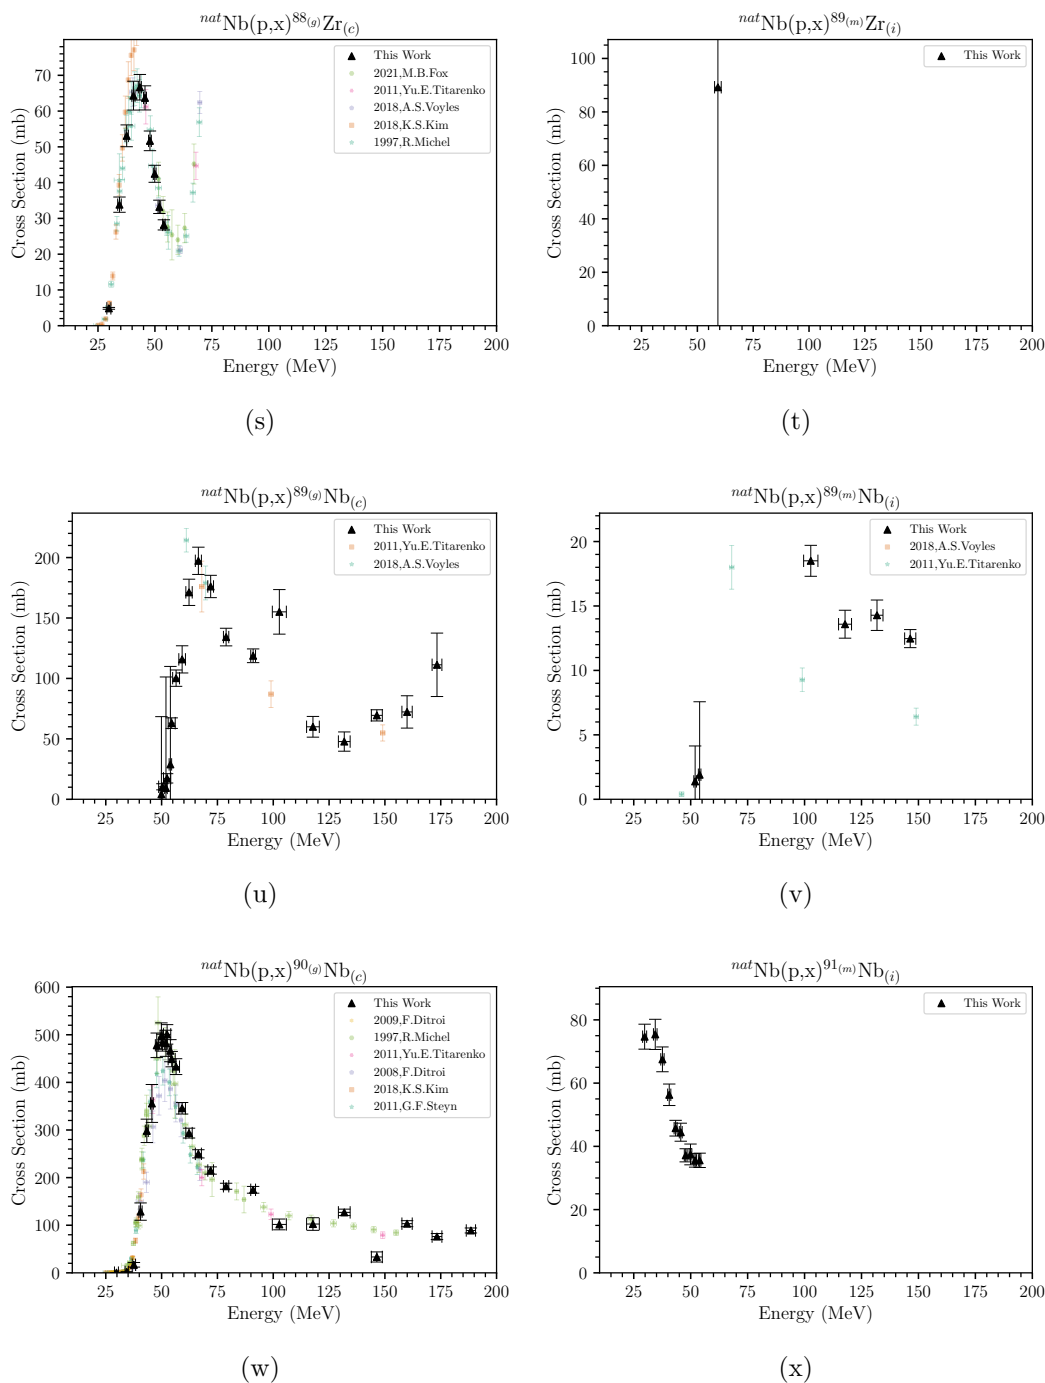 natNb(p,x)88(g)Zr(c)
Cross Section (mb)
70
60
50
40
30
20
10
0
This Work
2021,M.B.Fox
2011,Yu.E.Titarenko
2018,A.S.Voyles
2018,K.S.Kim
1997,R.Michel
25 50 75 100 125 150 175 200
Energy (MeV)
(s)
natNb(p,x)89(m)Zr(i)
Cross Section (mb)
100
80
60
40
20
0
This Work
25 50 75 100 125 150 175 200
Energy (MeV)
(t)
natNb(p,x)89(g)Nb(c)
Cross Section (mb)
200
150
100
50
0
This Work
2011,Yu.E.Titarenko
2018,A.S.Voyles
25 50 75 100 125 150 175 200
Energy (MeV)
(u)
natNb(p,x)89(m)Nb(i)
Cross Section (mb)
20
15
10
5
0
This Work
2018,A.S.Voyles
2011,Yu.E.Titarenko
25 50 75 100 125 150 175 200
Energy (MeV)
(v)
natNb(p,x)90(g)Nb(c)
Cross Section (mb)
600
500
400
300
200
100
0
This Work
2009,F.Ditroi
1997,R.Michel
2011,Yu.E.Titarenko
2008,F.Ditroi
2018,K.S.Kim
2011,G.F.Steyn
25 50 75 100 125 150 175 200
Energy (MeV)
(w)
natNb(p,x)91(m)Nb(i)
Cross Section (mb)
80
60
40
20
0
This Work
25 50 75 100 125 150 175 200
Energy (MeV)
(x)